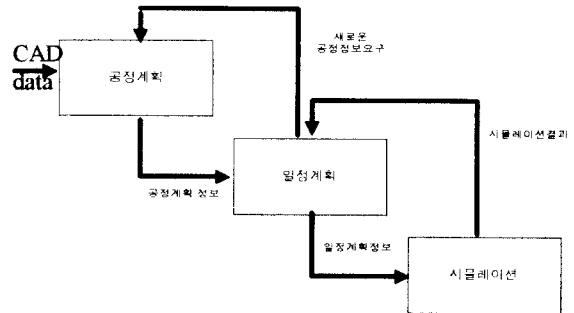 새로운
공정정보요구
CAD
data
공정계획
시뮬레이션결과
일정계획
공정계획 정보
일정계획정보
시뮬레이션